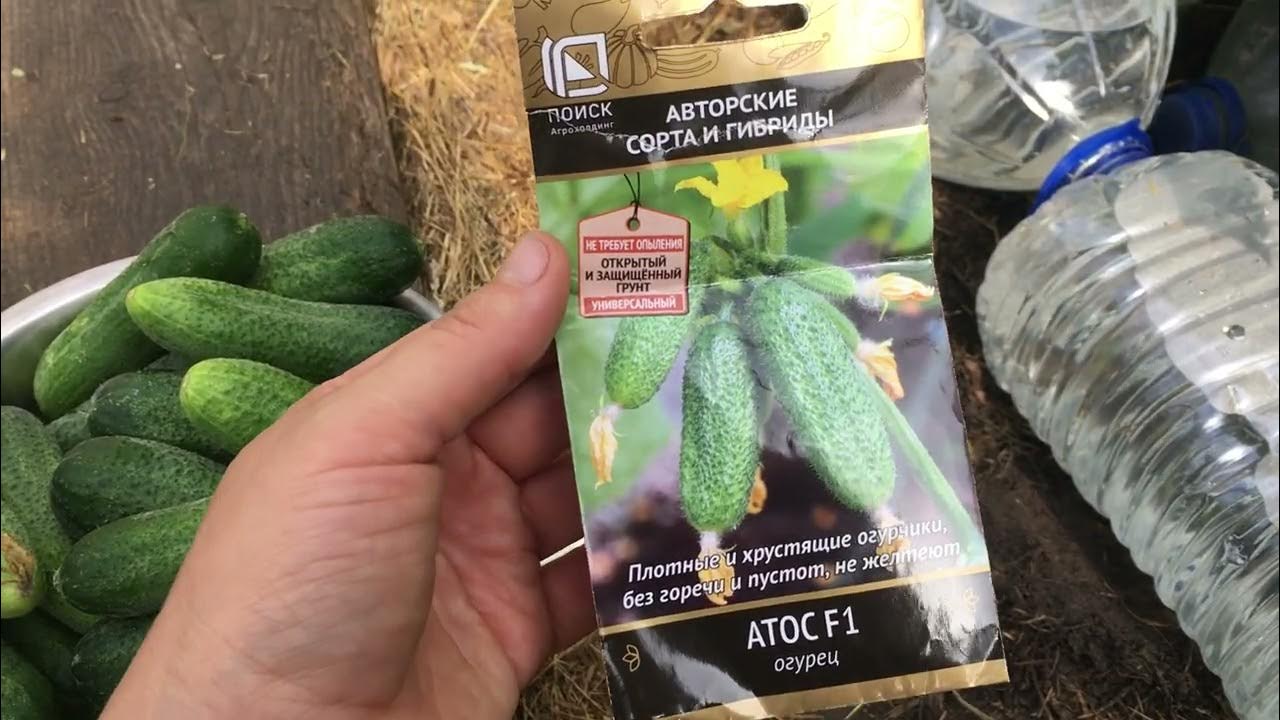 ПОИСК
Агрохолдинг
АВТОРСКИЕ
СОРТА И ГИБРИДЫ
НЕ ТРЕБУЕТ ОПЫЛЕНИЯ
ОТКРЫТЫЙ
И ЗАЩИЩЁННЫЙ
ГРУНТ
УНИВЕРСАЛЬНЫЙ
Плотные и хрустящие огурчики,
без горечи и пустот, не желтеют
АТОС F1
огурец